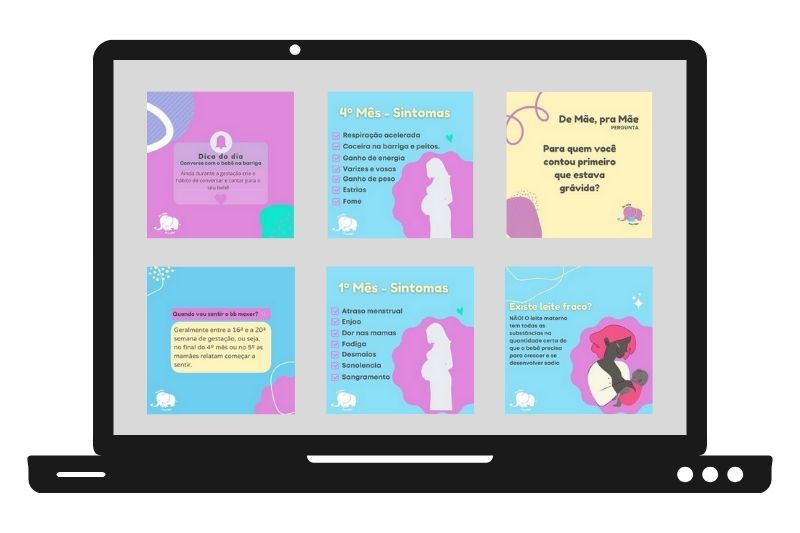 Dica do dia
Converse com o bebê na barriga
Ainda durante a gestação crie o
hábito de conversar e cantar para o
seu bebê!
4º Mês - Sintomas
Respiração acelerada
Coceira na barriga e peitos.
Ganho de energia
Varizes e vasos
Ganho de peso
Estrias
Fome
De Mãe, pra Mãe
PERGUNTA
Para quem você
contou primeiro
que estava
grávida?
Quando vou sentir o bb mexer?
Geralmente entre a 16ª e a 20ª
semana de gestação, ou seja,
no final do 4º mês ou no 5º as
mamães relatam começar a
sentir.
1º Mês - Sintomas
Atraso menstrual
Enjoo
Dor nas mamas
Fadiga
Desmaios
Sonolencia
Sangramento
Existe leite fraco?
NÃO! O leite materno
tem todas as
substâncias na
quantidade certa de
que o bebê precisa
para crescer e se
desenvolver sadio